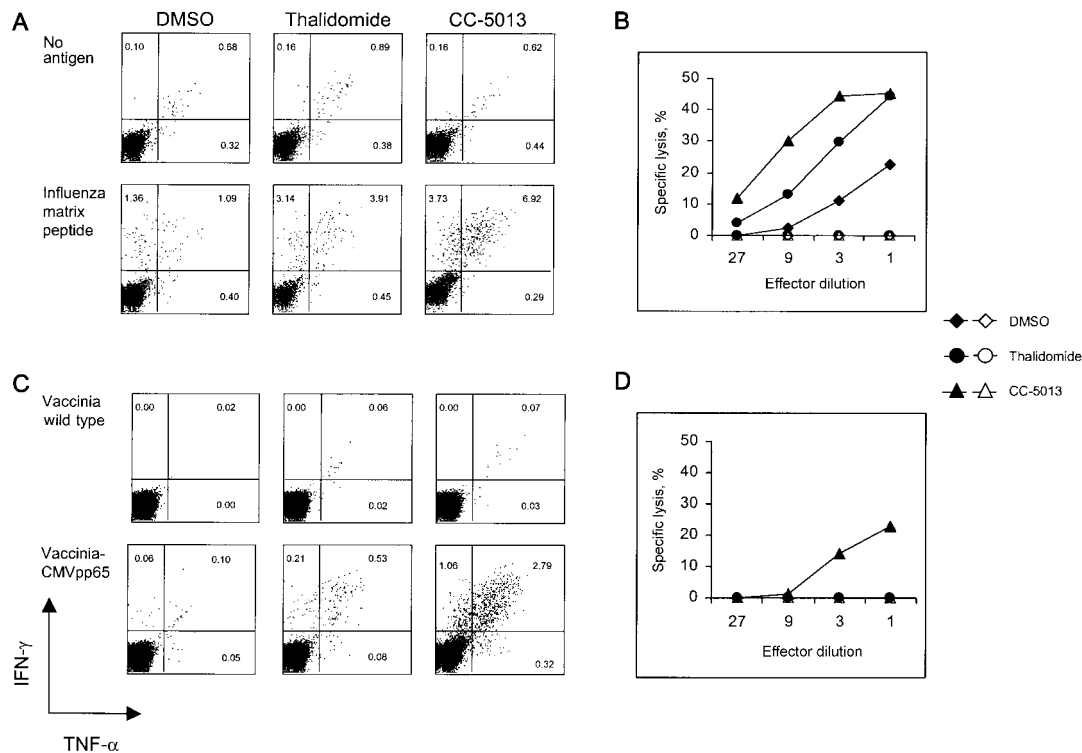 A
DMSO
Thalidomide
CC-5013
No antigen
0.10 0.68
0.32
0.16 0.89
0.38
0.16 0.62
0.44
Influenza matrix peptide
1.36 1.09
0.40
3.14 3.91
0.45
3.73 6.92
0.29
B
Specific lysis, %
50
40
30
20
10
0
27 9 3 1
Effector dilution
DMSO
Thalidomide
CC-5013
C
Vaccinia wild type
0.00 0.02
0.00
0.00 0.06
0.02
0.00 0.07
0.03
Vaccinia-CMVpp65
0.06 0.10
0.05
0.21 0.53
0.08
1.06 2.79
0.32
IFN-γ
TNF-α
D
Specific lysis, %
50
40
30
20
10
0
27 9 3 1
Effector dilution